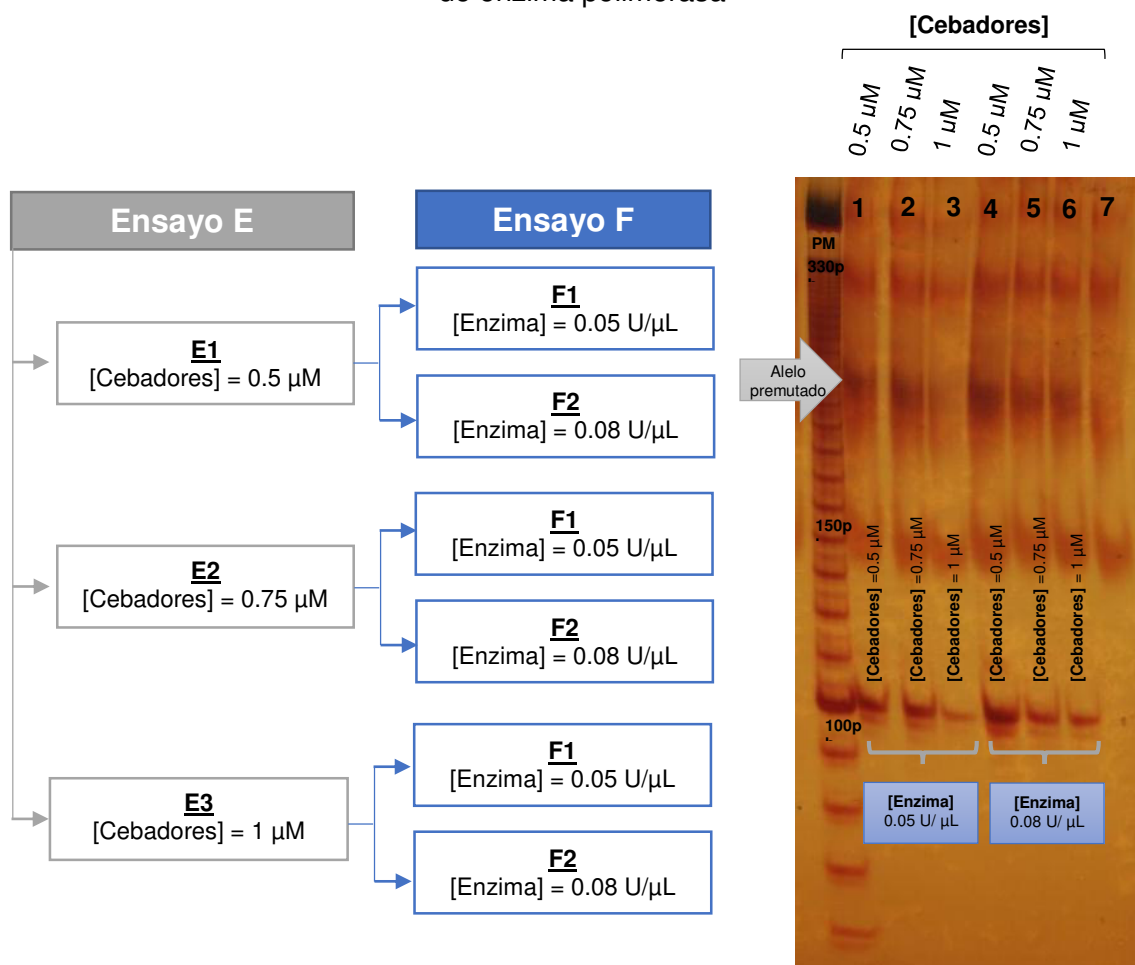 [Cebadores]
0.5 µM
0.75 µM
1 µM
0.5 µM
0.75 µM
1 µM
Ensayo E
Ensayo F
E1
[Cebadores] = 0.5 µM
F1
[Enzima] = 0.05 U/µL
F2
[Enzima] = 0.08 U/µL
E2
[Cebadores] = 0.75 µM
F1
[Enzima] = 0.05 U/µL
F2
[Enzima] = 0.08 U/µL
E3
[Cebadores] = 1 µM
F1
[Enzima] = 0.05 U/µL
F2
[Enzima] = 0.08 U/µL
1 2 3 4 5 6 7
PM
330p
Alelo
premutado
150p
[Cebadores] =0.5 µM
[Cebadores] =0.75 µM
[Cebadores] = 1 µM
[Cebadores] =0.5 µM
[Cebadores] =0.75 µM
[Cebadores] = 1 µM
100p
[Enzima]
0.05 U/ µL
[Enzima]
0.08 U/ µL